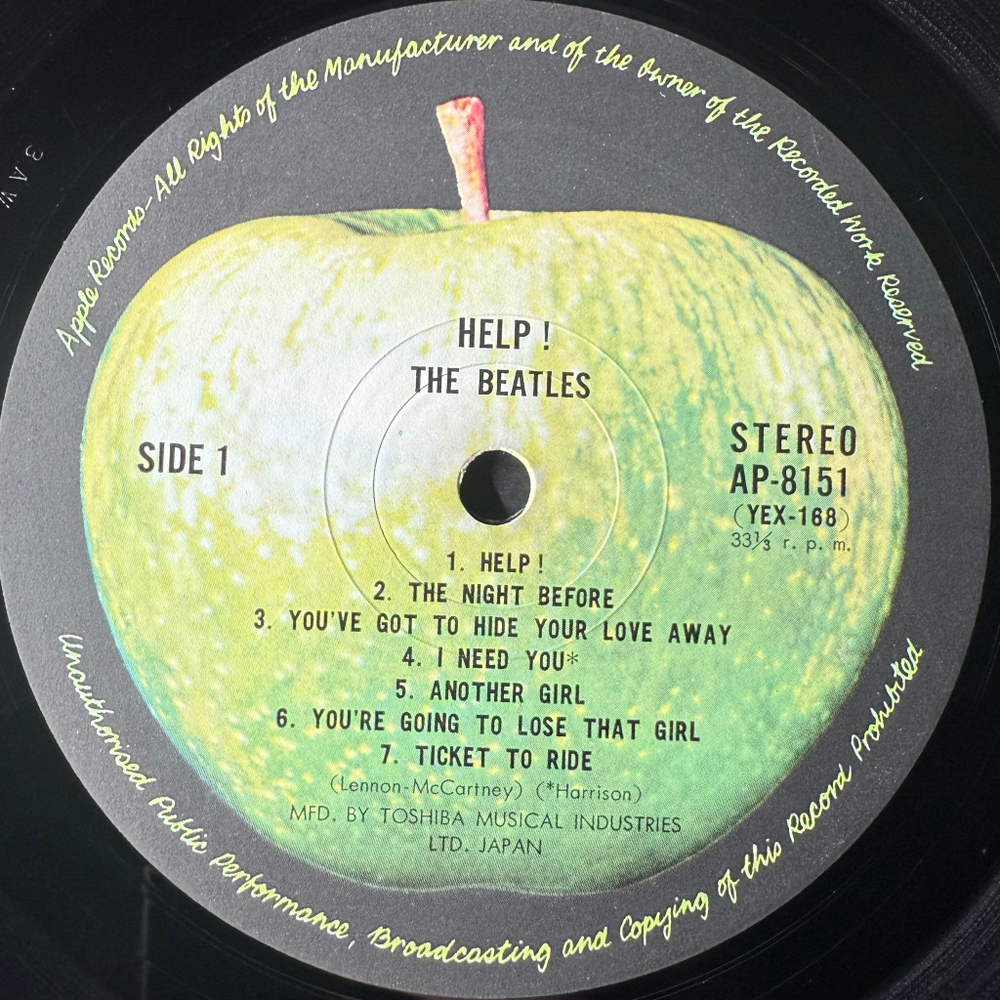 Apple Records-All Rights of the Manufacturer and of the Owner of the Recorded Work Reserved
HELP !
THE BEATLES
SIDE 1
STEREO
AP-8151
(YEX-168)
33⅓ r. p. m.
1. HELP !
2. THE NIGHT BEFORE
3. YOU'VE GOT TO HIDE YOUR LOVE AWAY
4. I NEED YOU*
5. ANOTHER GIRL
6. YOU'RE GOING TO LOSE THAT GIRL
7. TICKET TO RIDE
(Lennon-McCartney) (*Harrison)
MFD. BY TOSHIBA MUSICAL INDUSTRIES
LTD. JAPAN
Unauthorised Public Performance, Broadcasting and Copying of this Record Prohibited